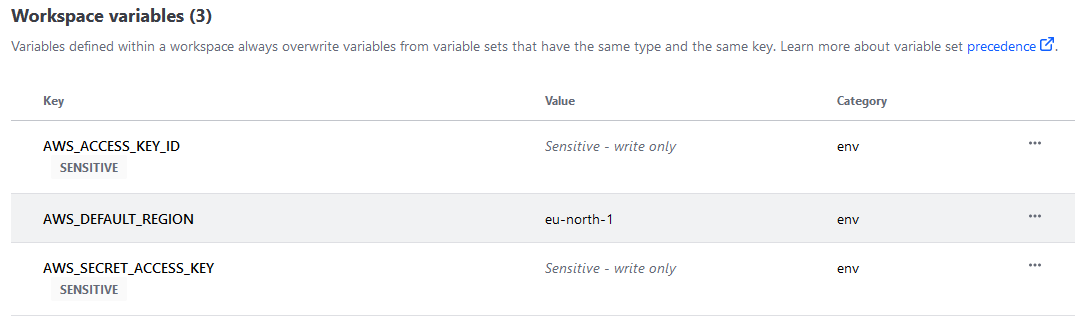 Workspace variables (3)
Variables defined within a workspace always overwrite variables from variable sets that have the same type and the same key. Learn more about variable set precedence.
Key Value Category
AWS_ACCESS_KEY_ID Sensitive - write only env
SENSITIVE
AWS_DEFAULT_REGION eu-north-1 env
AWS_SECRET_ACCESS_KEY Sensitive - write only env
SENSITIVE